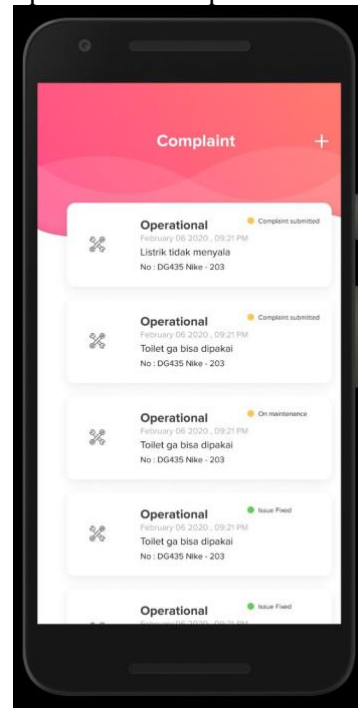 Complaint
+
Operational
Complaint submitted
February 06 2020 , 09:21 PM
Listrik tidak menyala
No : DG435 Nike - 203
Operational
Complaint submitted
February 06 2020 , 09:21 PM
Toilet ga bisa dipakai
No : DG435 Nike - 203
Operational
On maintenance
February 06 2020 , 09:21 PM
Toilet ga bisa dipakai
No : DG435 Nike - 203
Operational
Issue Fixed
February 06 2020 , 09:21 PM
Toilet ga bisa dipakai
No : DG435 Nike - 203
Operational
Issue Fixed